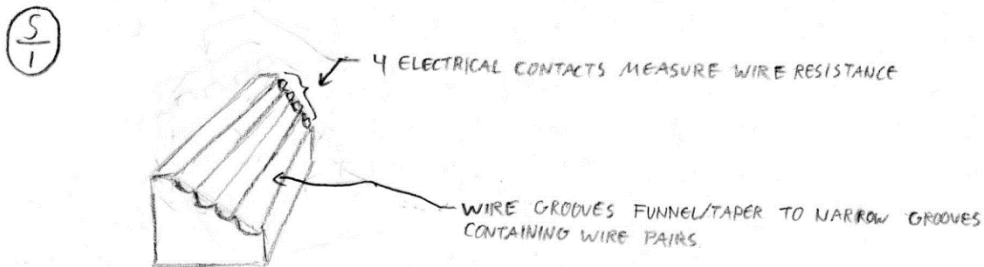 5
1
4 ELECTRICAL CONTACTS MEASURE WIRE RESISTANCE
WIRE GROOVES FUNNEL/TAPER TO NARROW GROOVES
CONTAINING WIRE PAIRS